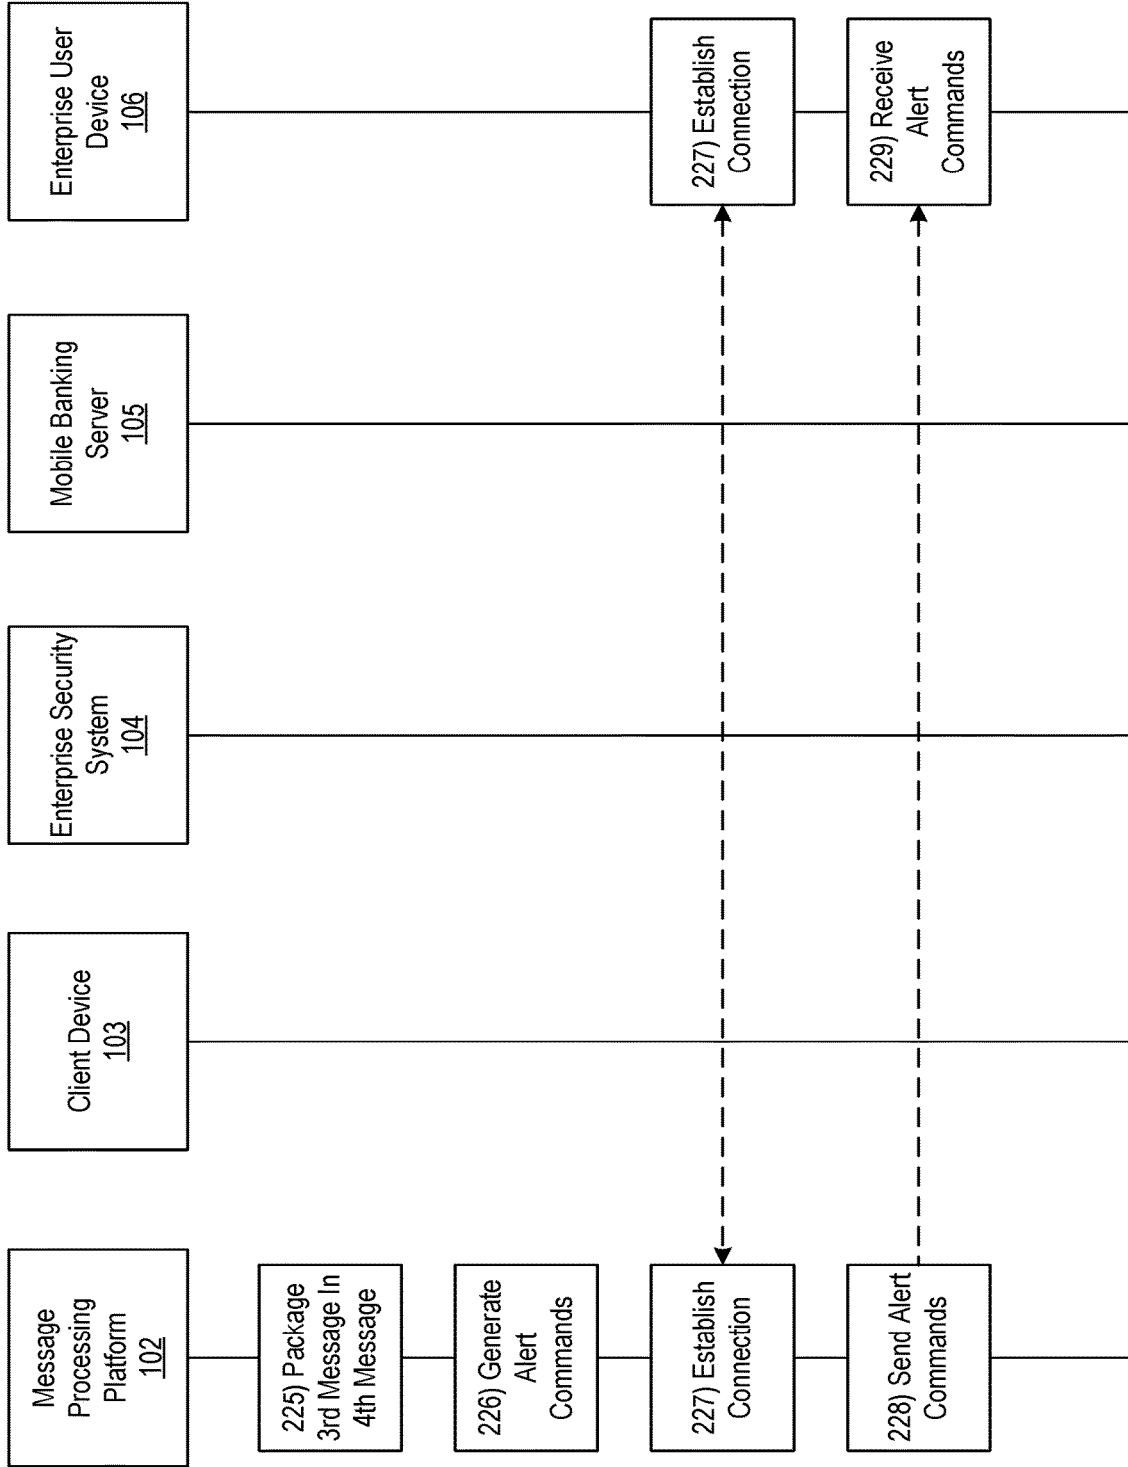 Message
Processing
Platform
102
Client Device
103
Enterprise Security
System
104
Mobile Banking
Server
105
Enterprise User
Device
106
225) Package
3rd Message In
4th Message
226) Generate
Alert
Commands
227) Establish
Connection
227) Establish
Connection
228) Send Alert
Commands
229) Receive
Alert
Commands